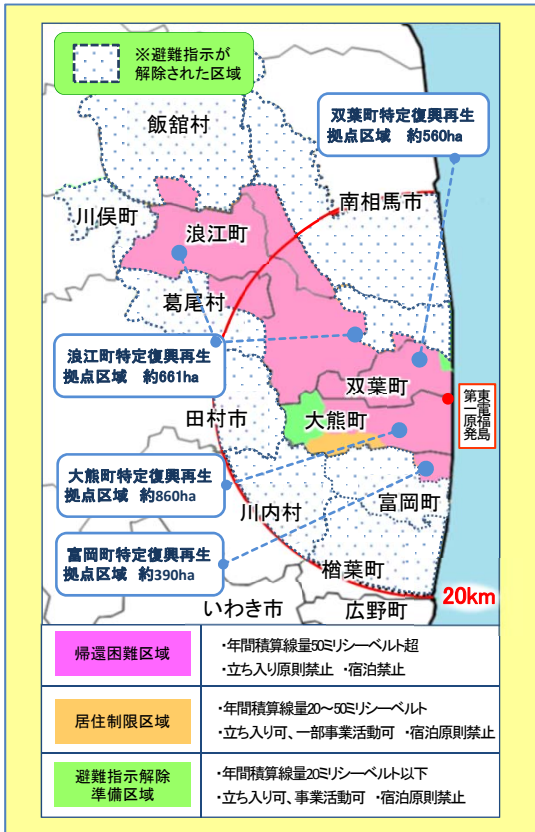 ※避難指示が
解除された区域
双葉町特定復興再生
拠点区域 約560ha
飯舘村
川俣町
南相馬市
浪江町
葛尾村
浪江町特定復興再生
拠点区域 約661ha
双葉町
田村市
大熊町
東電福島
第一原発
大熊町特定復興再生
拠点区域 約860ha
川内村
富岡町
富岡町特定復興再生
拠点区域 約390ha
楢葉町
20km
いわき市
広野町
帰還困難区域
・年間積算線量50ミリシーベルト超
・立ち入り原則禁止 ・宿泊禁止
居住制限区域
・年間積算線量20～50ミリシーベルト
・立ち入り可、一部事業活動可 ・宿泊原則禁止
避難指示解除
準備区域
・年間積算線量20ミリシーベルト以下
・立ち入り可、事業活動可 ・宿泊原則禁止